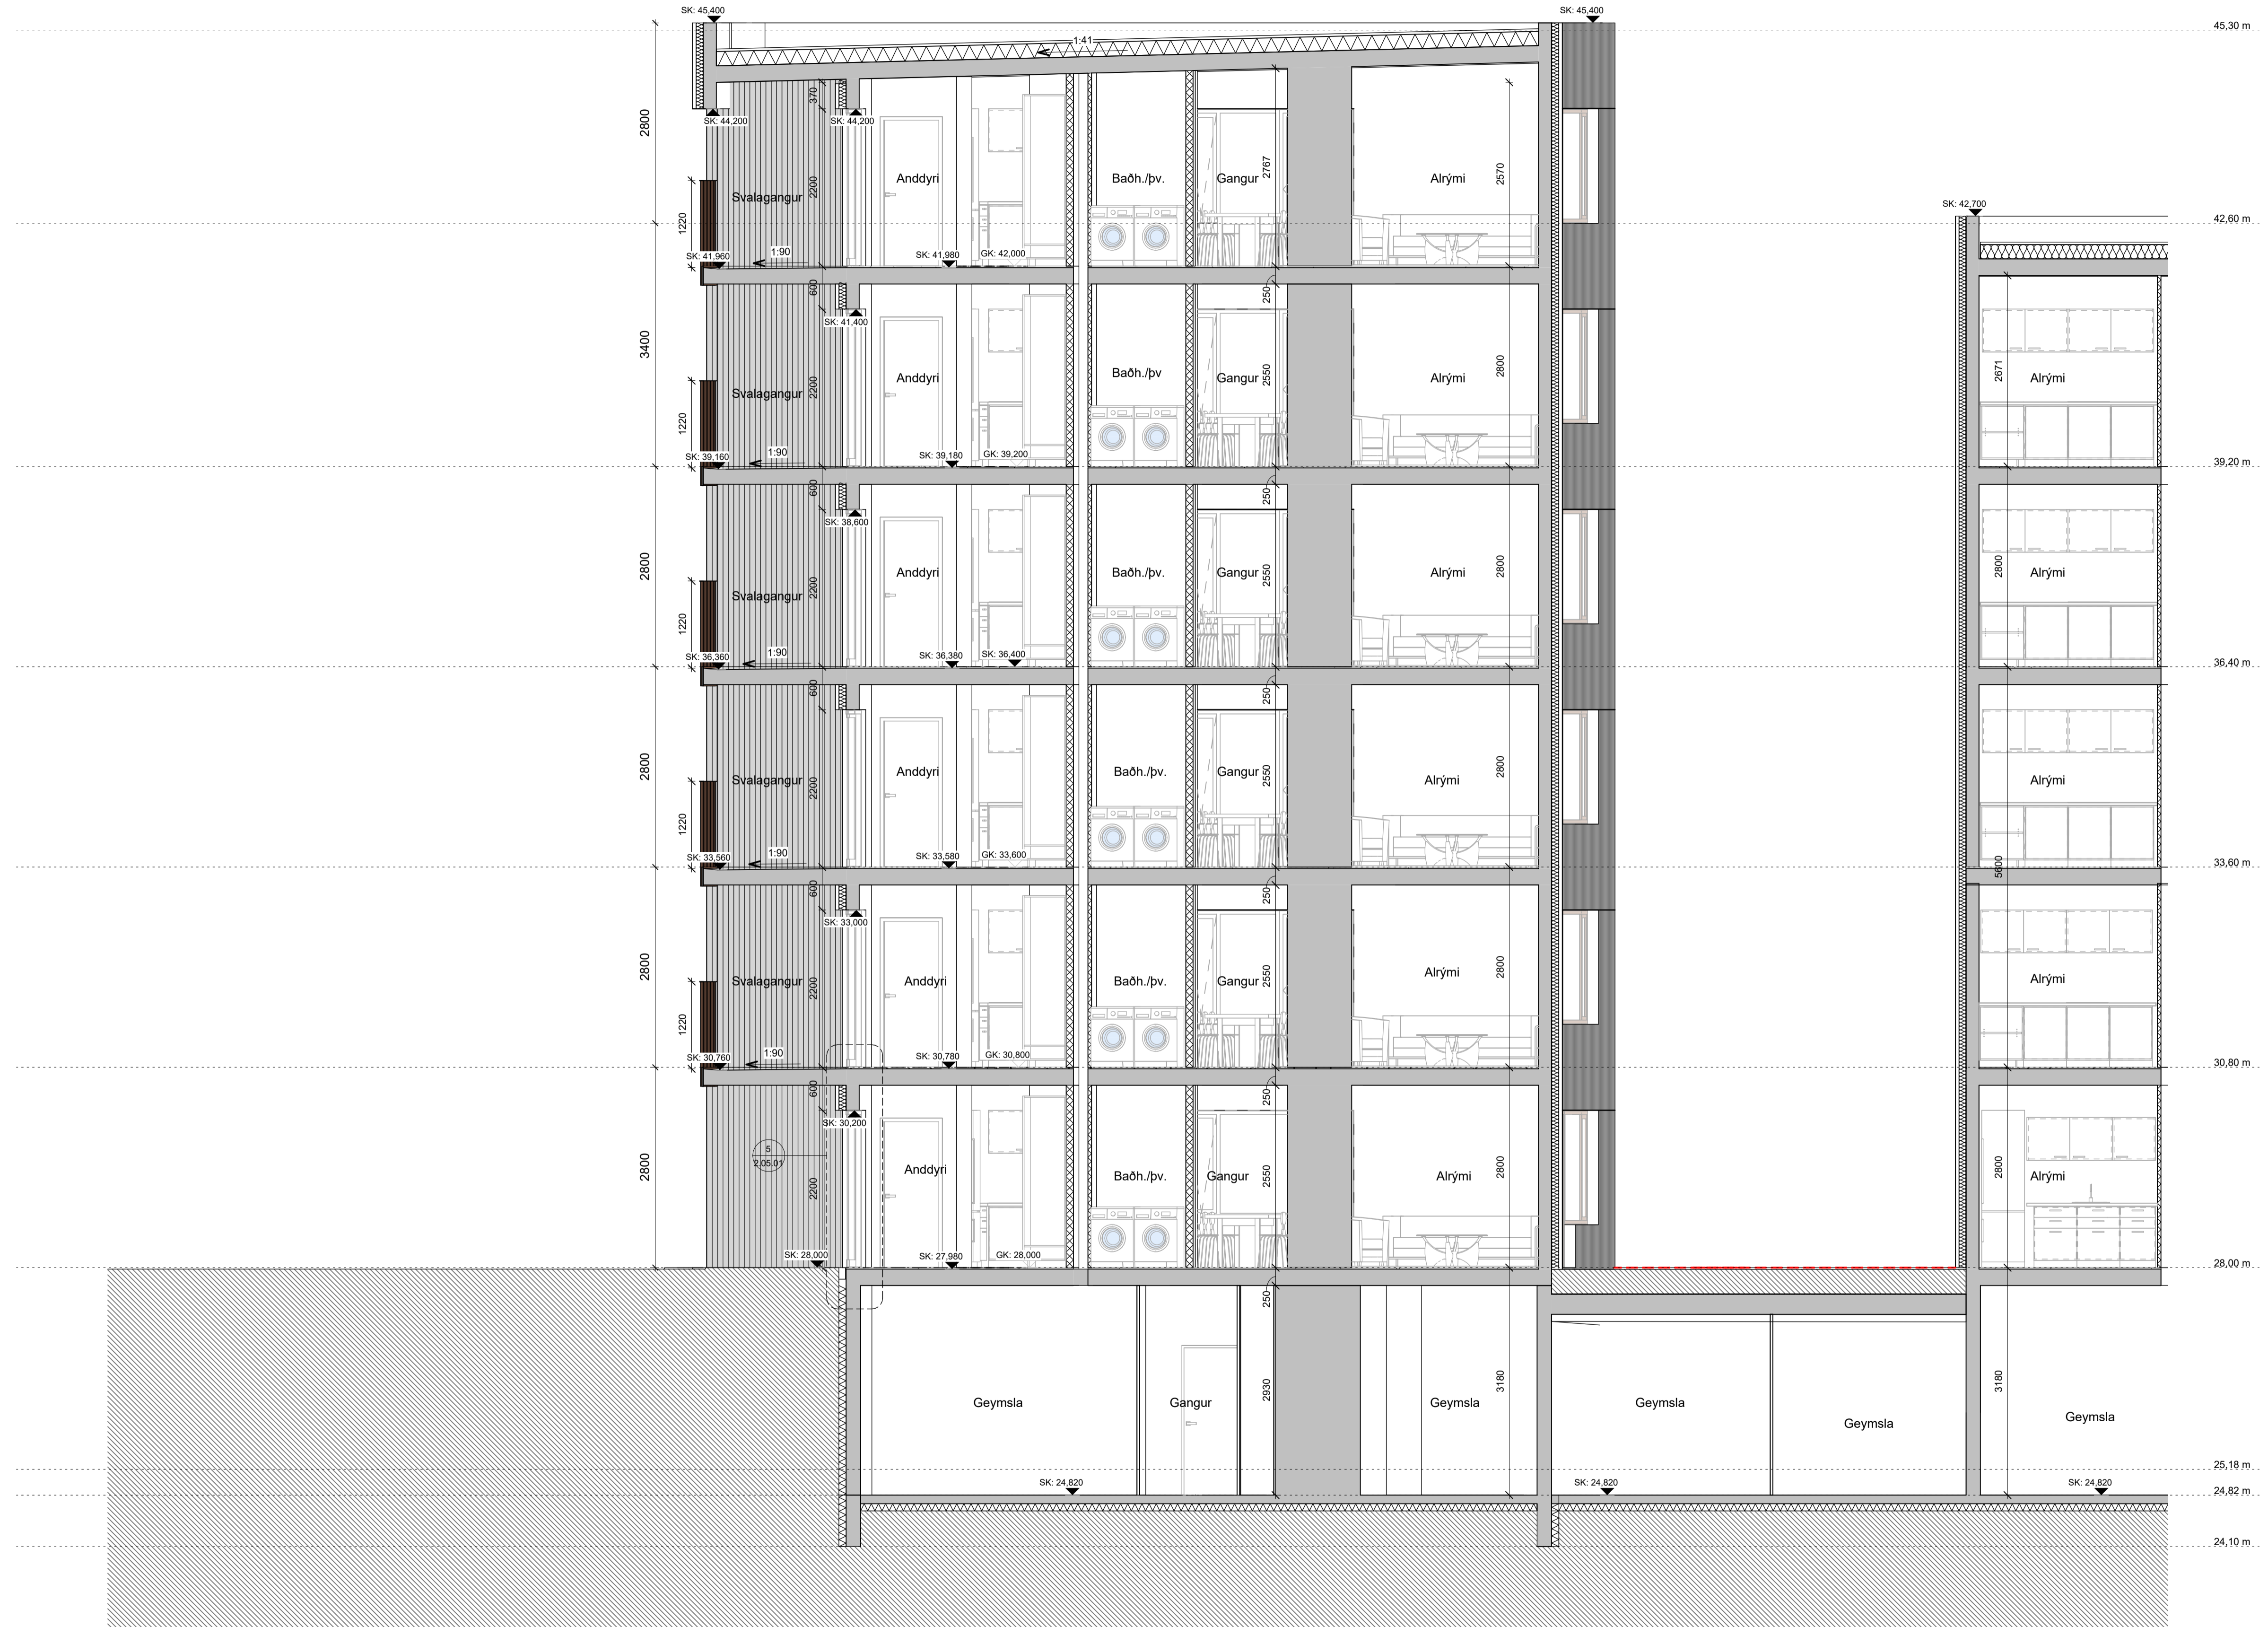 SK: 45,400
SK: 45,400
45,30 m
1:41
2800
370
SK: 44,200
SK: 44,200
Svalagangur
2200
Anddyri
Baðh./þv.
Gangur
2767
Alrými
2570
1220
SK: 42,700
42,60 m
SK: 41,960
1:90
SK: 41,980
GK: 42,000
600
250
SK: 41,400
3400
Svalagangur
2200
Anddyri
Baðh./þv
Gangur
2550
Alrými
2800
2671
Alrými
1220
SK: 39,160
1:90
SK: 39,180
GK: 39,200
39,20 m
600
250
SK: 38,600
2800
Svalagangur
2200
Anddyri
Baðh./þv.
Gangur
2550
Alrými
2800
2800
Alrými
1220
SK: 36,360
1:90
SK: 36,380
SK: 36,400
36,40 m
600
250
2800
Svalagangur
2200
Anddyri
Baðh./þv.
Gangur
2550
Alrými
2800
Alrými
1220
SK: 33,560
1:90
SK: 33,580
GK: 33,600
5600
33,60 m
600
250
SK: 33,000
2800
Svalagangur
2200
Anddyri
Baðh./þv.
Gangur
2550
Alrými
2800
Alrými
1220
SK: 30,760
1:90
SK: 30,780
GK: 30,800
30,80 m
600
250
SK: 30,200
5
2.05.01
2800
2200
Anddyri
Baðh./þv.
Gangur
2550
Alrými
2800
2800
Alrými
SK: 28,000
SK: 27,980
GK: 28,000
28,00 m
250
Geymsla
Gangur
2930
Geymsla
3180
Geymsla
Geymsla
3180
Geymsla
25,18 m
SK: 24,820
SK: 24,820
SK: 24,820
24,82 m
24,10 m